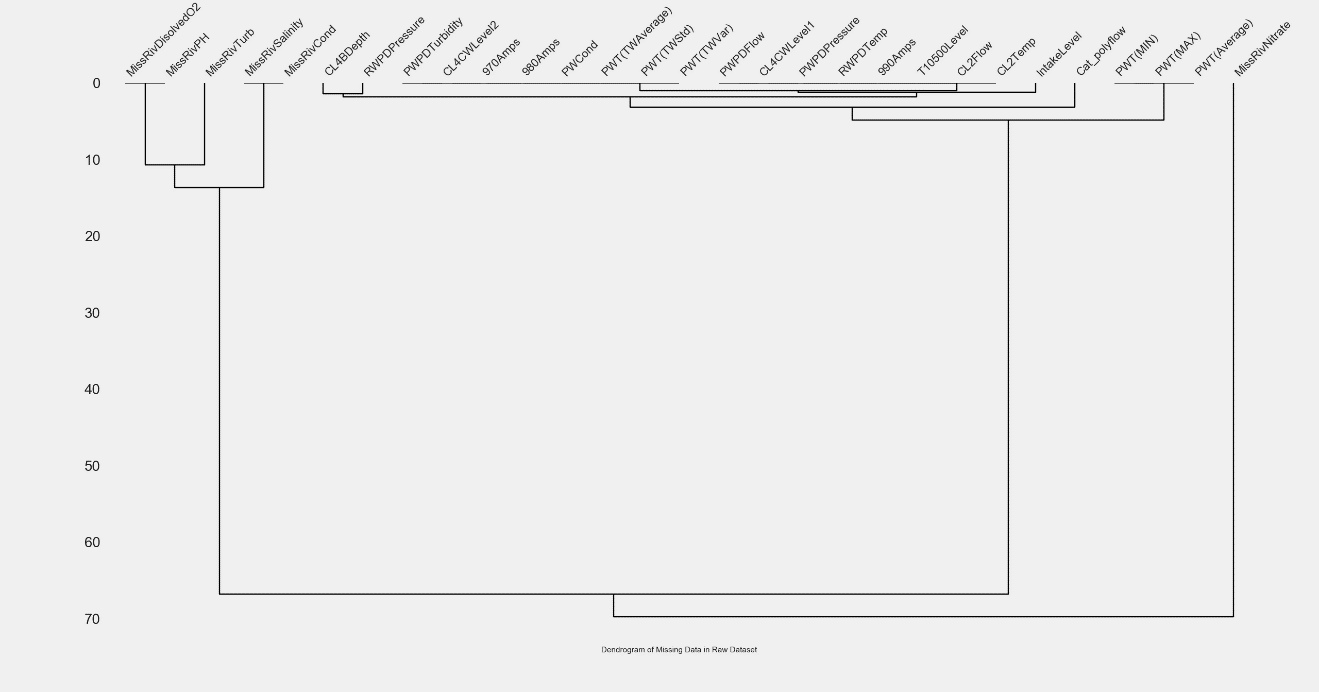 MissRivDisolvedO2
MissRivPH
MissRivTurb
MissRivSalinity
MissRivCond
CL4BDepth
RWPDPressure
PWPDTurbidity
CL4CWLevel2
970Amps
980Amps
PWCond
PWT(TWAverage)
PWT(TWStd)
PWT(TWVar)
PWPDFlow
CL4CWLevel1
PWPDPressure
RWPDTemp
990Amps
T10500Level
CL2Flow
CL2Temp
IntakeLevel
Cat_polyflow
PWT(MIN)
PWT(MAX)
PWT(Average)
MissRivNitrate
0
10
20
30
40
50
60
70
Dendrogram of Missing Data in Raw Dataset